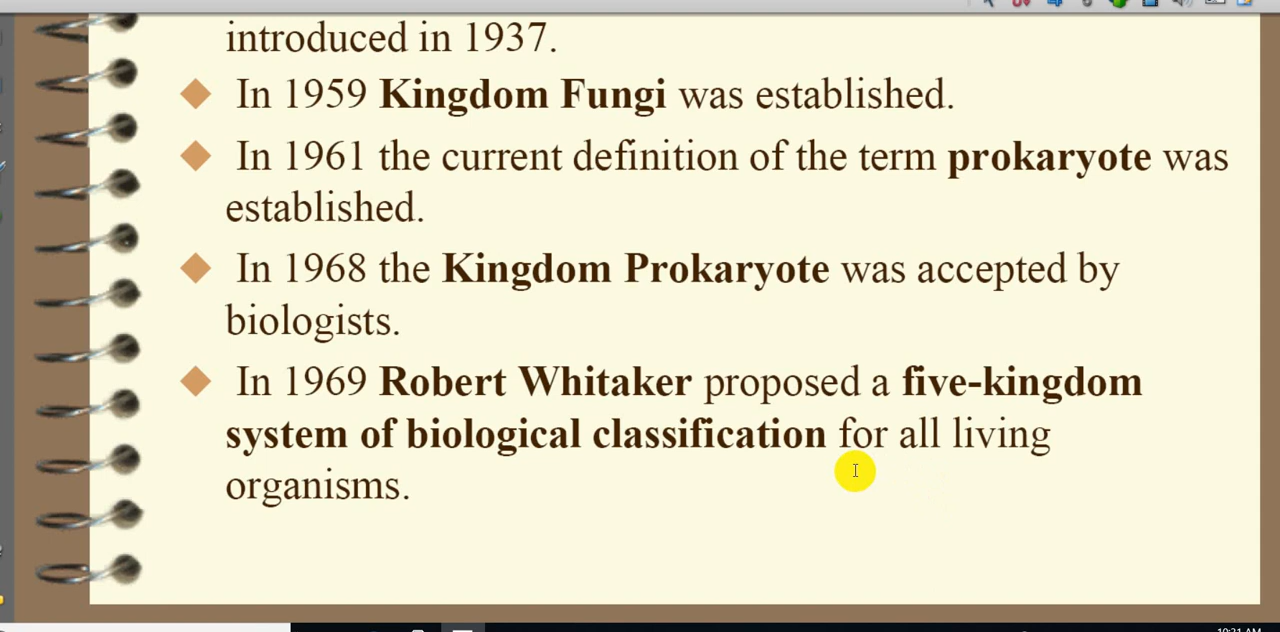 introduced in 1937.
In 1959 Kingdom Fungi was established.
In 1961 the current definition of the term prokaryote was
established.
In 1968 the Kingdom Prokaryote was accepted by
biologists.
In 1969 Robert Whitaker proposed a five-kingdom
system of biological classification for all living
organisms.